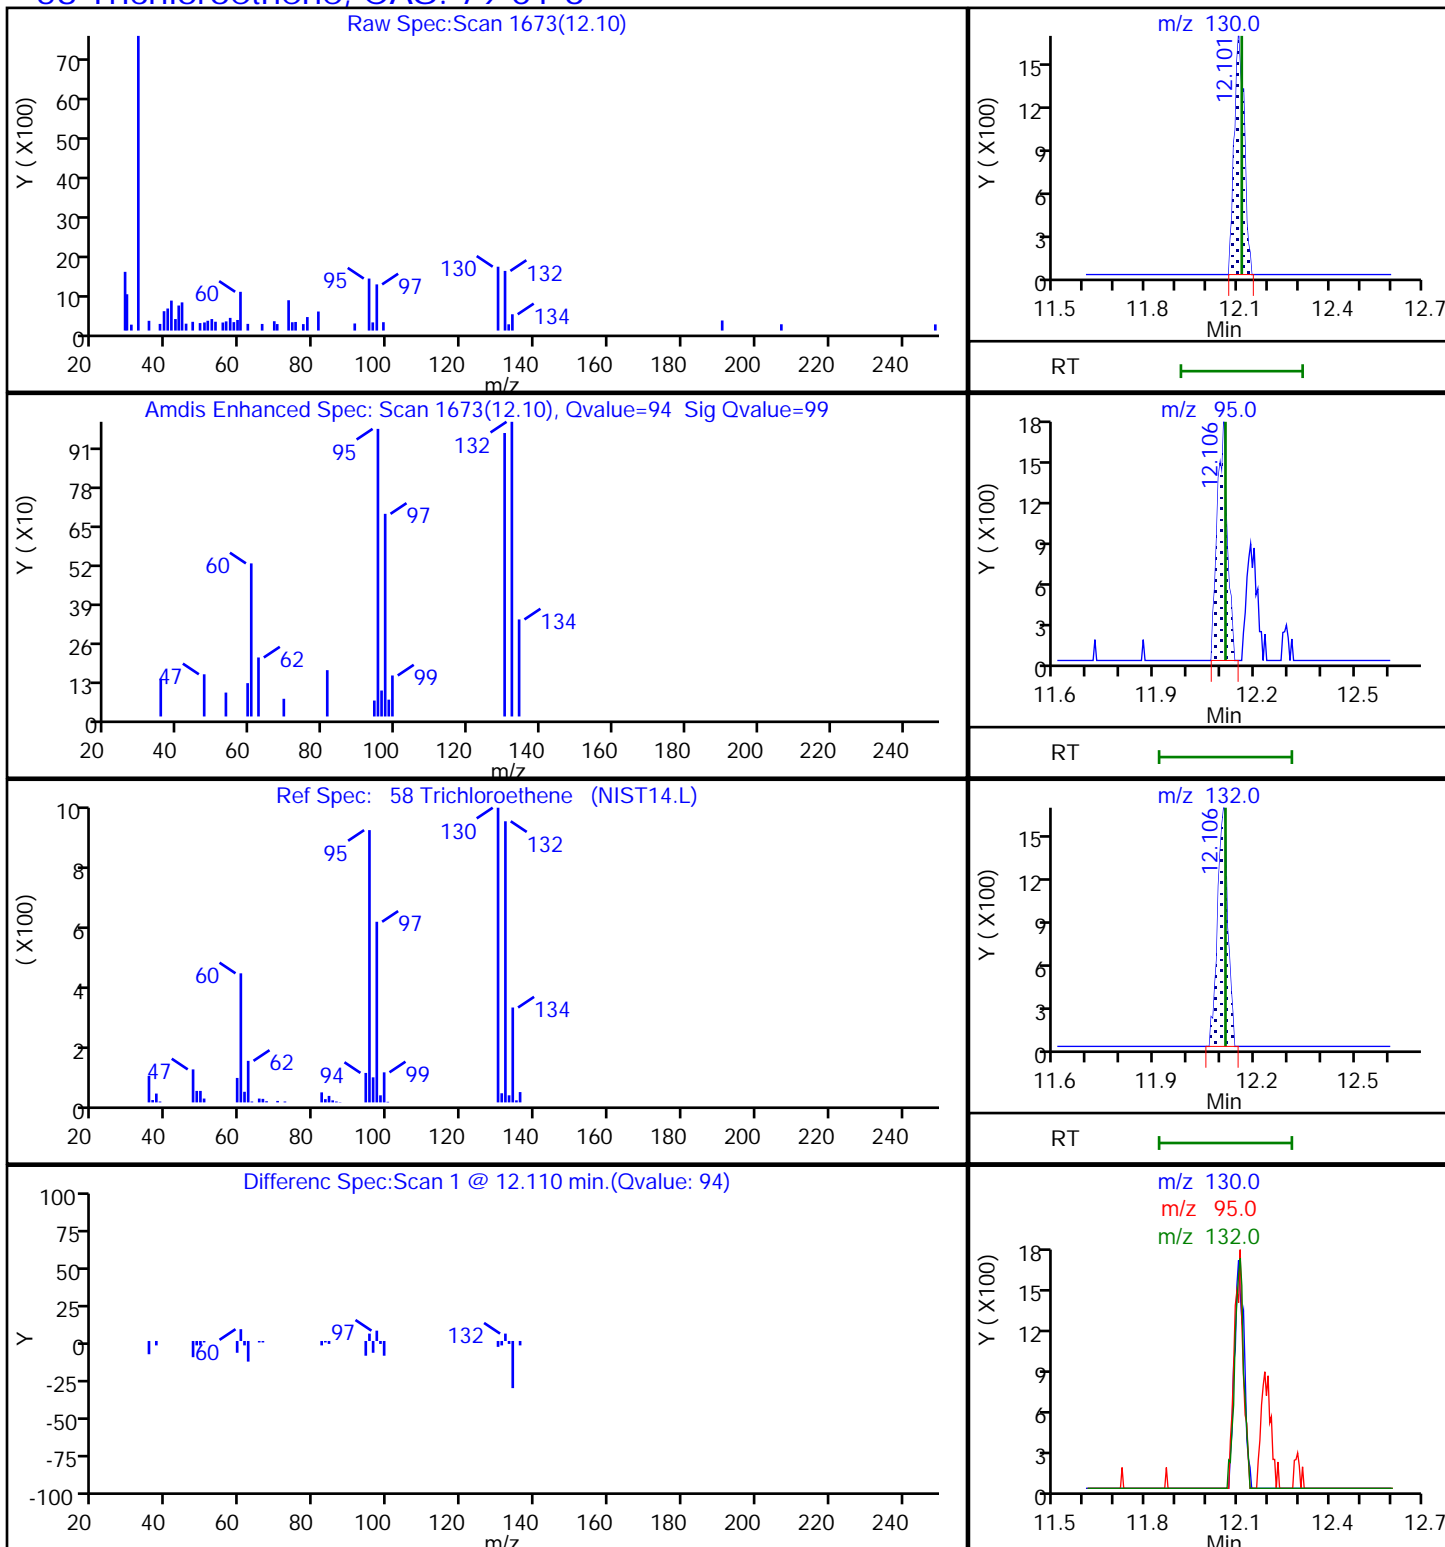 Raw Spec:Scan 1673(12.10)
Y ( X100)
70
60
50
40
30
20
10
0
60
95
97
130
132
134
20 40 60 80 100 120 140 160 180 200 220 240
m/z
m/z 130.0
Y ( X100)
15
12
9
6
3
0
12.101
11.5 11.8 12.1 12.4 12.7
Min
RT
Amdis Enhanced Spec: Scan 1673(12.10), Qvalue=94 Sig Qvalue=99
Y ( X10)
91
78
65
52
39
26
13
0
47
60
62
95
97
99
132
134
20 40 60 80 100 120 140 160 180 200 220 240
m/z
m/z 95.0
Y ( X100)
18
15
12
9
6
3
0
12.106
11.6 11.9 12.2 12.5
Min
RT
Ref Spec: 58 Trichloroethene (NIST14.L)
( X100)
10
8
6
4
2
0
47
60
62
94
95
97
99
130
132
134
20 40 60 80 100 120 140 160 180 200 220 240
m/z
m/z 132.0
Y ( X100)
15
12
9
6
3
0
12.106
11.6 11.9 12.2 12.5
Min
RT
Differenc Spec:Scan 1 @ 12.110 min.(Qvalue: 94)
Y
100
75
50
25
0
-25
-50
-75
-100
60
97
132
20 40 60 80 100 120 140 160 180 200 220 240
m/z
m/z 130.0
m/z 95.0
m/z 132.0
Y ( X100)
18
15
12
9
6
3
0
11.5 11.8 12.1 12.4 12.7
Min